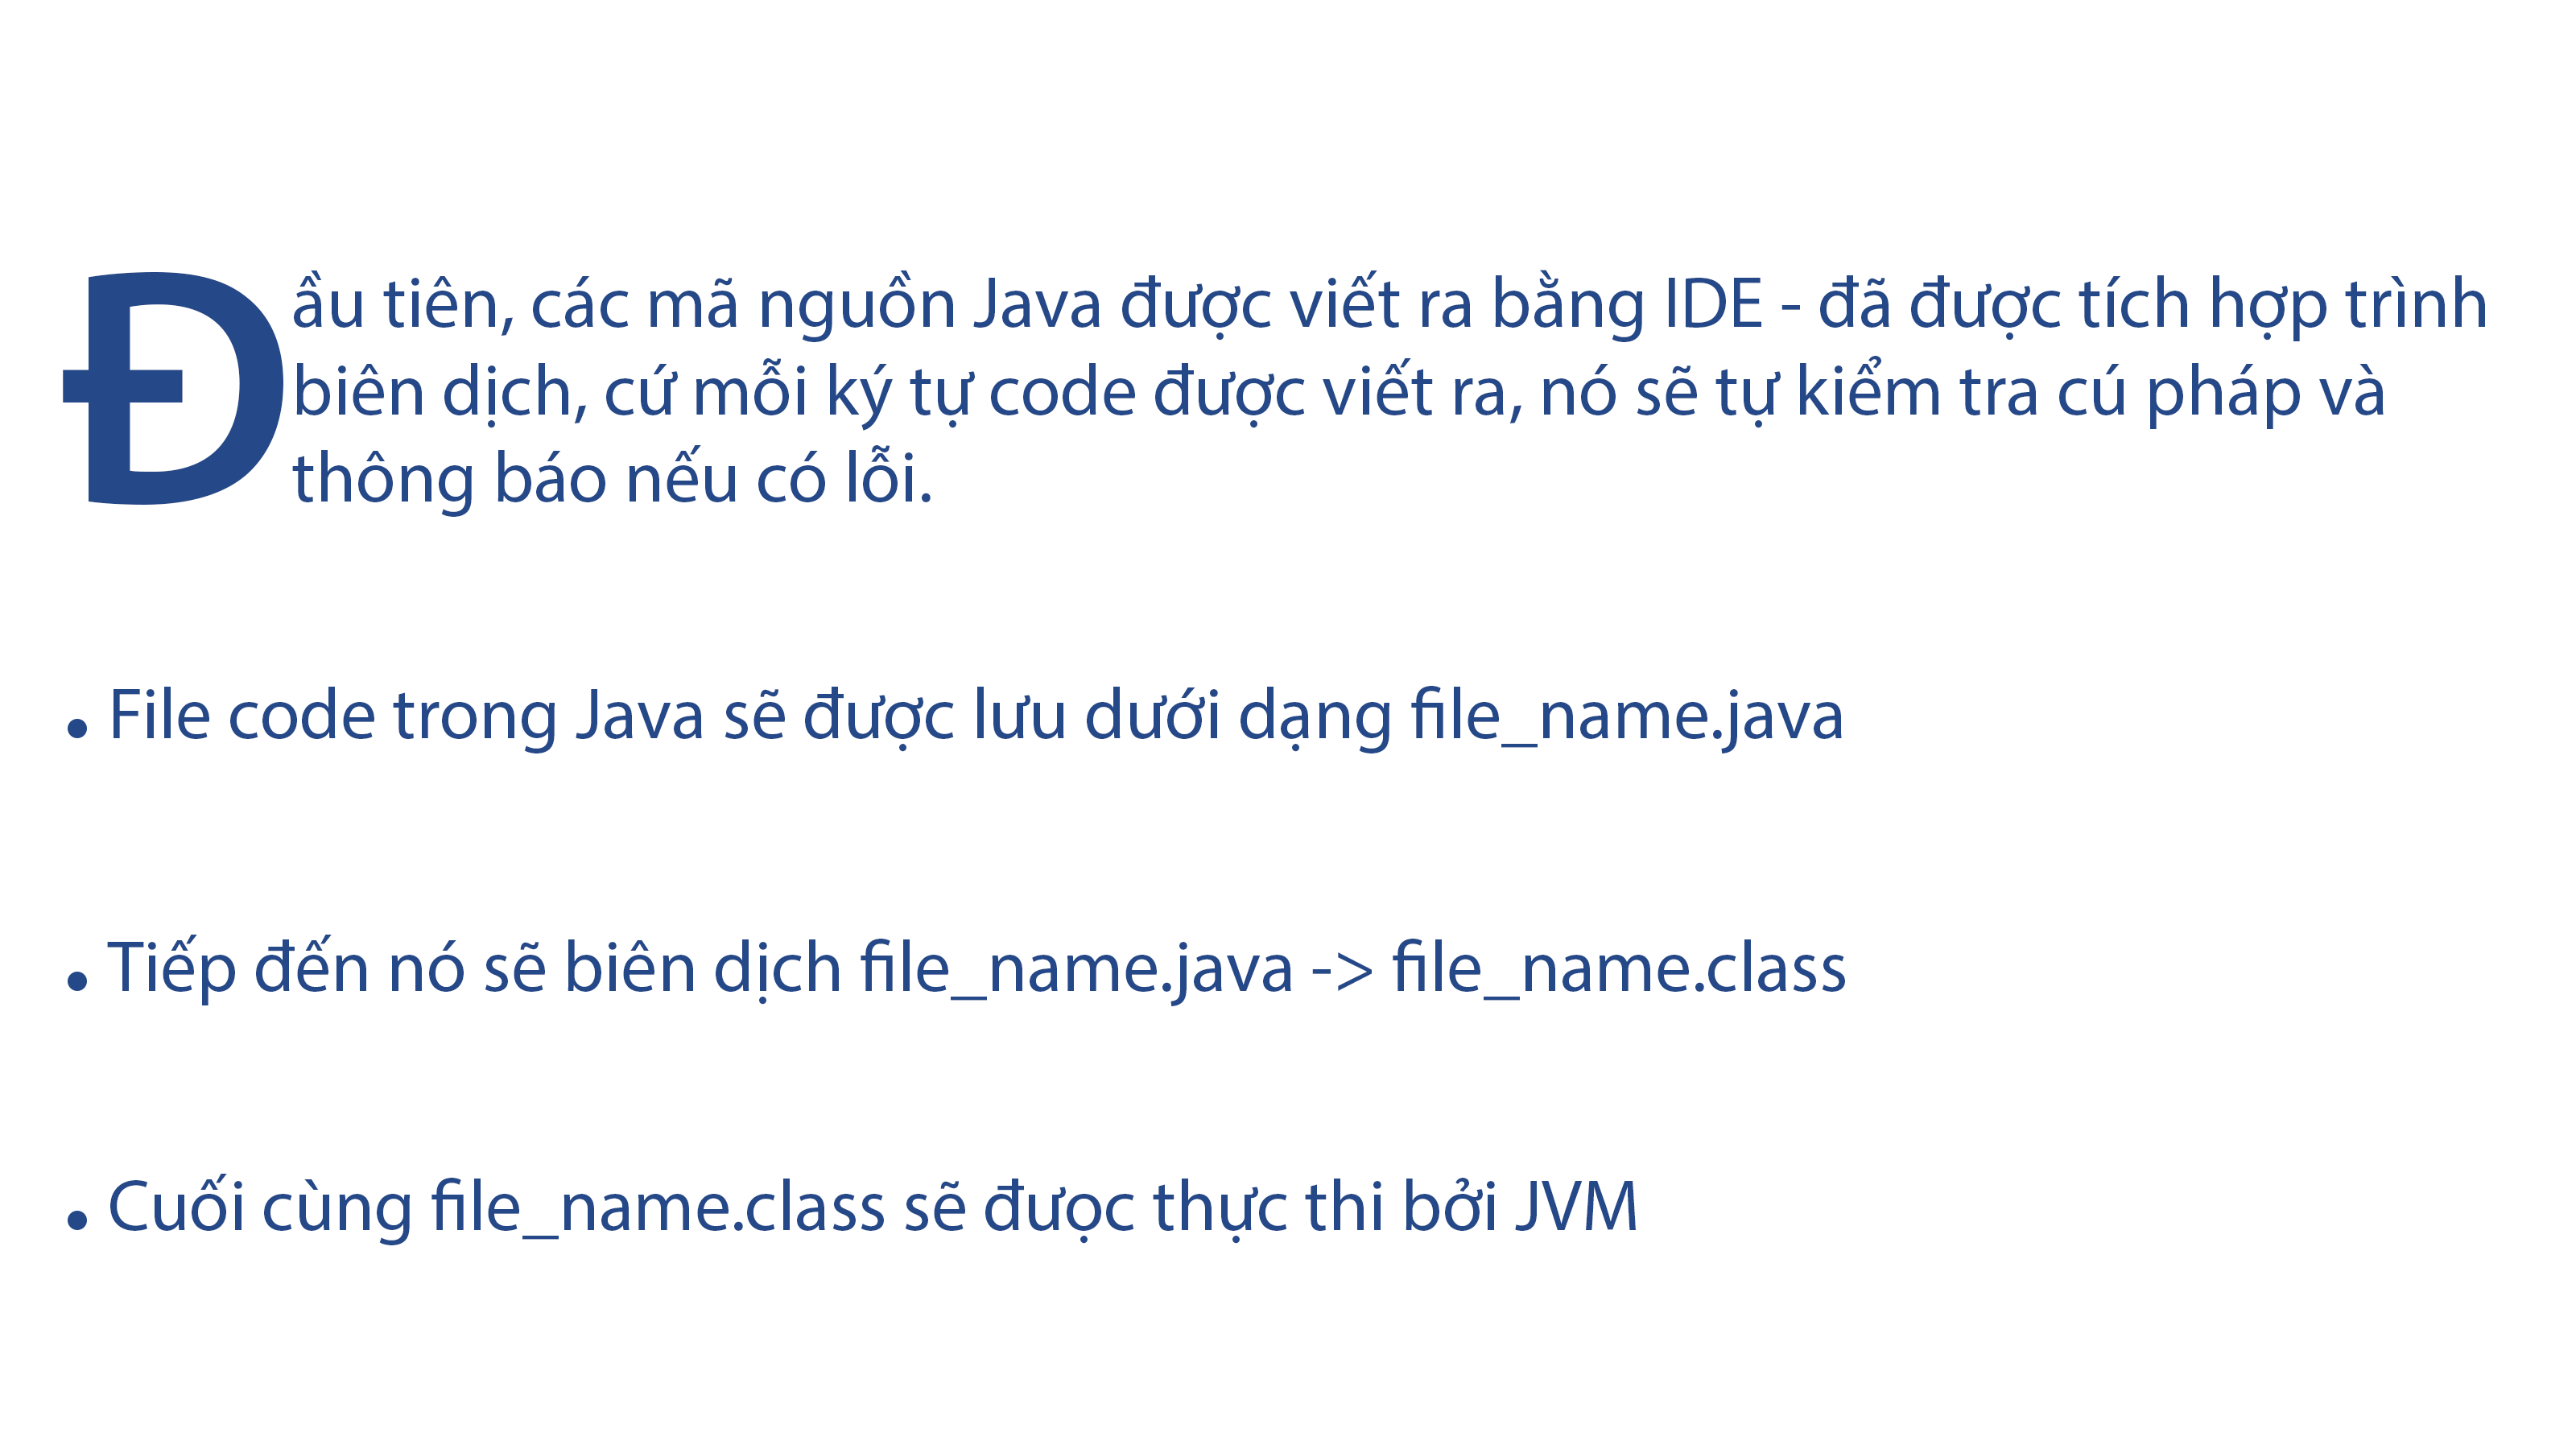 Đầu tiên, các mã nguồn Java được viết ra bằng IDE - đã được tích hợp trình
biên dịch, cứ mỗi ký tự code được viết ra, nó sẽ tự kiểm tra cú pháp và
thông báo nếu có lỗi.
• File code trong Java sẽ được lưu dưới dạng file_name.java
• Tiếp đến nó sẽ biên dịch file_name.java -> file_name.class
• Cuối cùng file_name.class sẽ đưọc thực thi bởi JVM